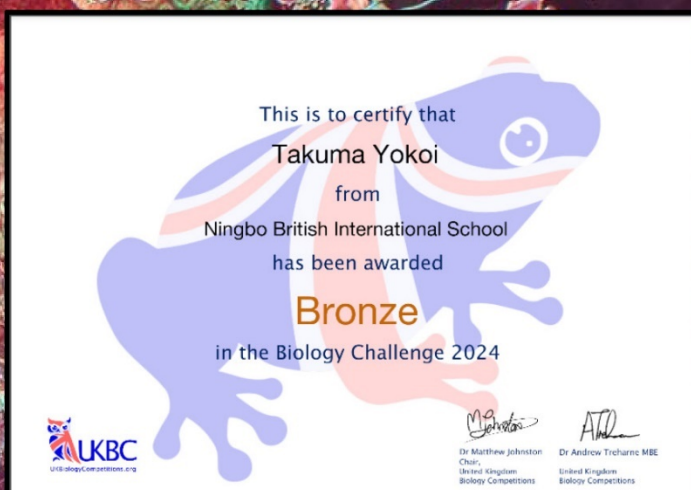 This is to certify that
Takuma Yokoi
from
Ningbo British International School
has been awarded
Bronze
in the Biology Challenge 2024
UKBC
UKBiologyCompetitions.org
Dr Matthew Johnston
Chair,
United Kingdom
Biology Competitions
Dr Andrew Treharne MBE
United Kingdom
Biology Competitions